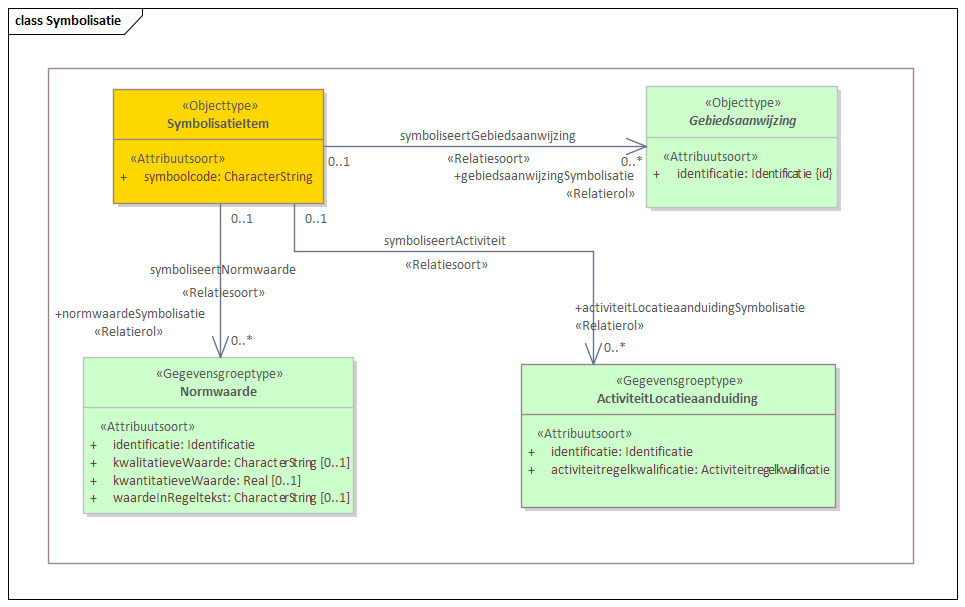 class Symbolisatie
«Objecttype»
SymbolisatieItem
«Attribuutsoort»
+ symboolcode: CharacterString
«Objecttype»
Gebiedsaanwijzing
«Attribuutsoort»
+ identificatie: Identificatie {id}
symboliseertGebiedsaanwijzing
0..1
«Relatiesoort»
0..*
+gebiedsaanwijzingSymbolisatie
«Relatierol»
0..1
0..1
symboliseertActiviteit
«Relatiesoort»
symboliseertNormwaarde
«Relatiesoort»
+normwaardeSymbolisatie
«Relatierol»
0..*
+activiteitLocatieaanduidingSymbolisatie
«Relatierol»
0..*
«Gegevensgroeptype»
Normwaarde
«Attribuutsoort»
+ identificatie: Identificatie
+ kwalitatieveWaarde: CharacterString [0..1]
+ kwantitatieveWaarde: Real [0..1]
+ waardeInRegeltekst: CharacterString [0..1]
«Gegevensgroeptype»
ActiviteitLocatieaanduiding
«Attribuutsoort»
+ identificatie: Identificatie
+ activiteitregelkwalificatie: Activiteitregelkwalificatie